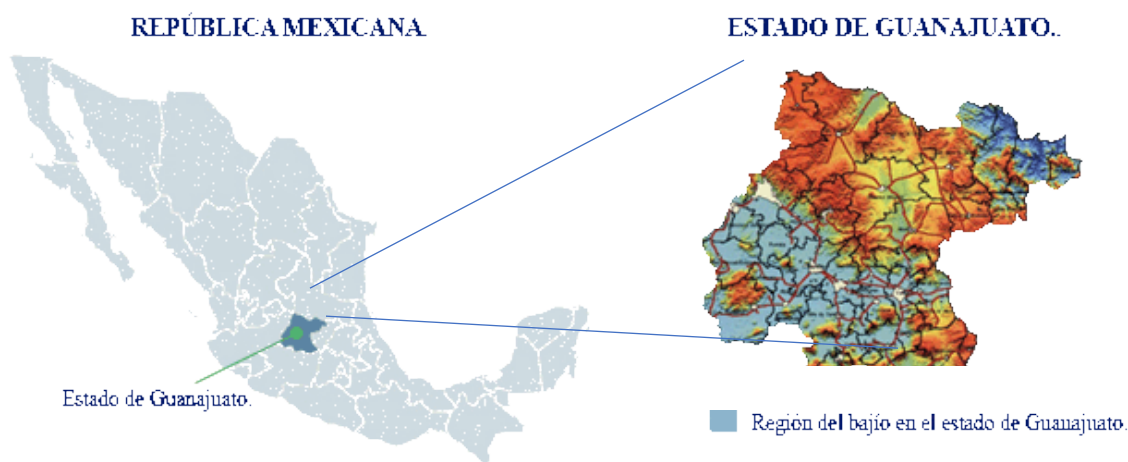 REPÚBLICA MEXICANA
ESTADO DE GUANAJUATO..
Estado de Guanajuato.
Región del bajío en el estado de Guanajuato.